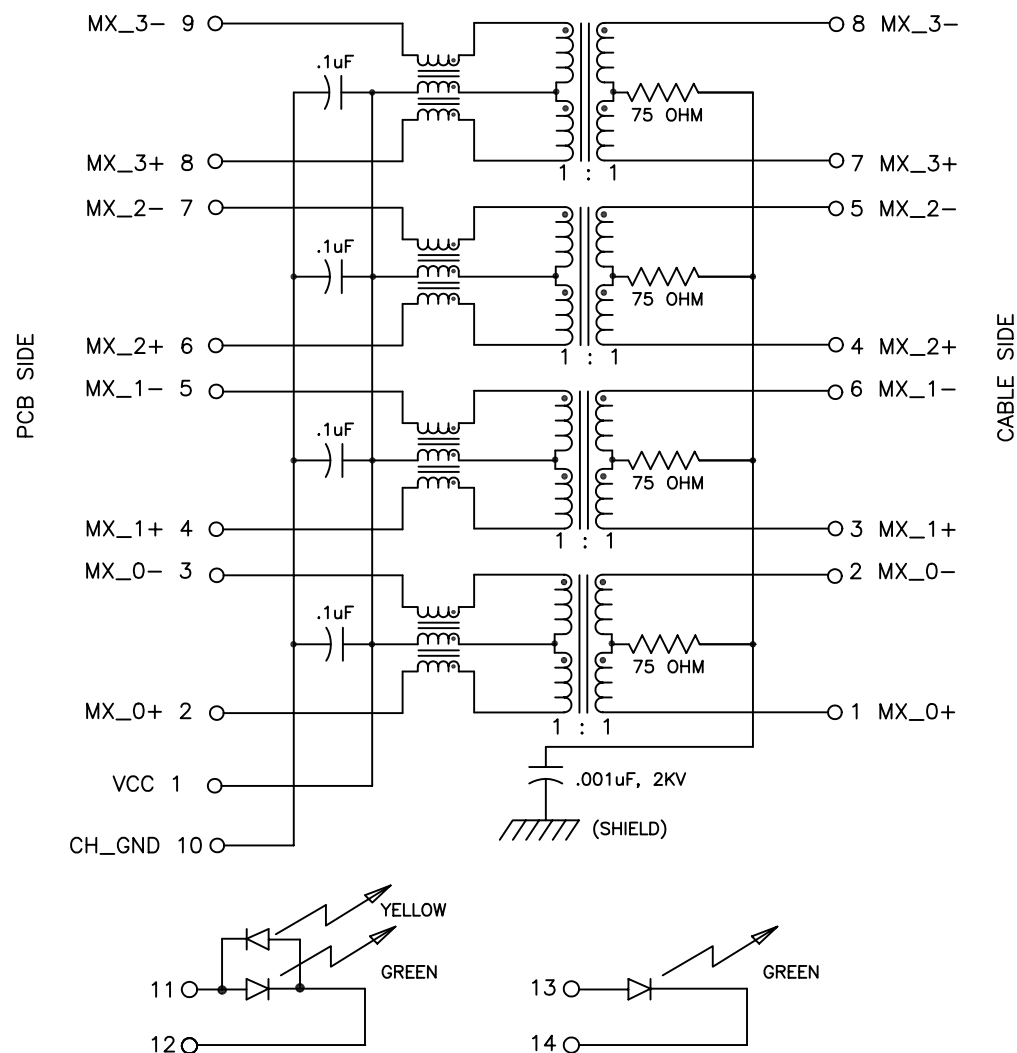 MX_3- 9
8 MX_3-
.1uF
75 OHM
MX_3+ 8
1 : 1
7 MX_3+
MX_2- 7
5 MX_2-
.1uF
75 OHM
MX_2+ 6
1 : 1
4 MX_2+
PCB SIDE
CABLE SIDE
MX_1- 5
6 MX_1-
.1uF
75 OHM
MX_1+ 4
1 : 1
3 MX_1+
MX_0- 3
2 MX_0-
.1uF
75 OHM
MX_0+ 2
1 : 1
1 MX_0+
VCC 1
.001uF, 2KV
(SHIELD)
CH_GND 10
YELLOW
GREEN
11
12
GREEN
13
14